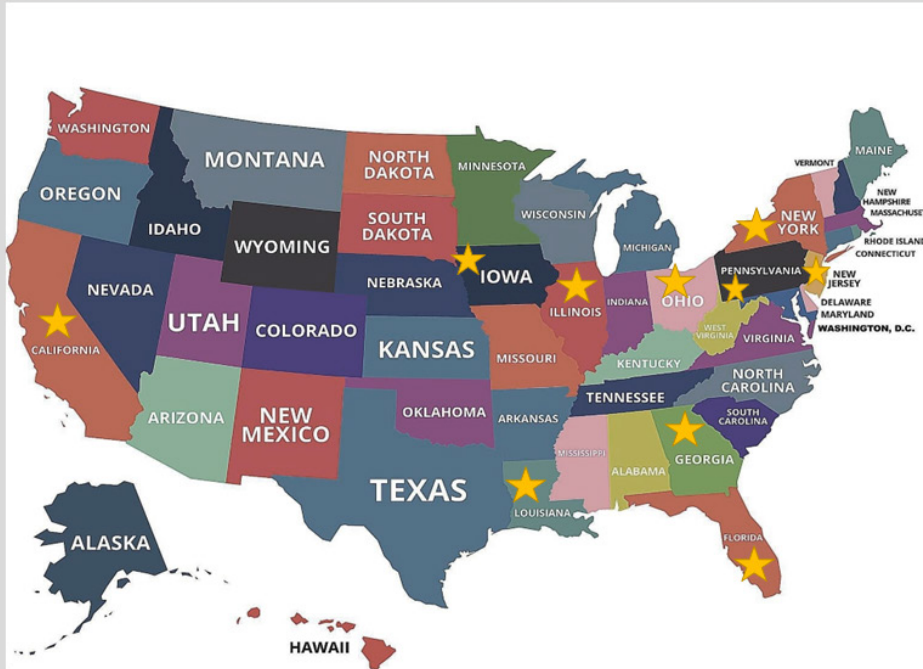 WASHINGTON
MONTANA
NORTH
DAKOTA
MINNESOTA
VERMONT
MAINE
OREGON
IDAHO
WYOMING
SOUTH
DAKOTA
WISCONSIN
MICHIGAN
NEW
YORK
NEW
HAMPSHIRE
MASSACHUSE
RHODE ISLAND
CONNECTICUT
NEVADA
UTAH
COLORADO
NEBRASKA
IOWA
ILLINOIS
INDIANA
OHIO
PENNSYLVANIA
NEW
JERSEY
DELAWARE
MARYLAND
WASHINGTON, D.C.
CALIFORNIA
KANSAS
MISSOURI
KENTUCKY
WEST
VIRGINIA
VIRGINIA
ARIZONA
NEW
MEXICO
OKLAHOMA
ARKANSAS
TENNESSEE
NORTH
CAROLINA
SOUTH
CAROLINA
TEXAS
LOUISIANA
MISSISSIPPI
ALABAMA
GEORGIA
FLORIDA
ALASKA
HAWAII